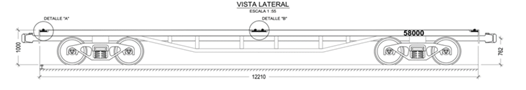 VISTA LATERAL
ESCALA 1 : 55
DETALLE "A"
DETALLE "B"
58000
1000
762
12210